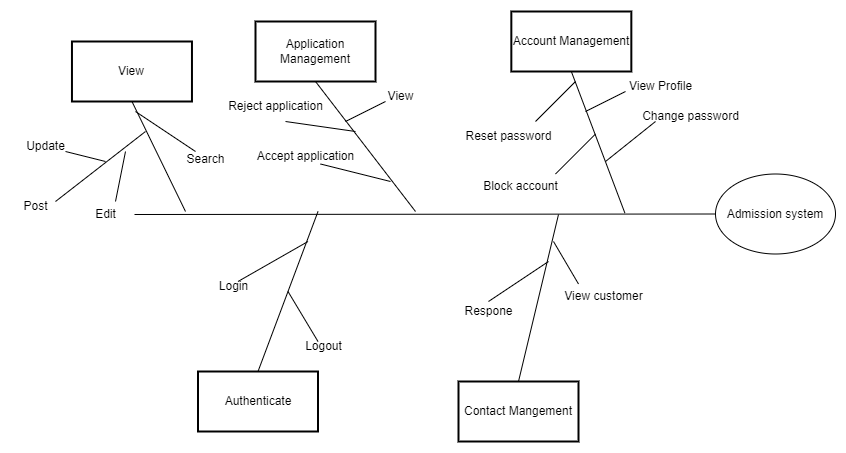 View
Application
Management
Account Management
Reject application
View
View Profile
Change password
Reset password
Update
Search
Accept application
Block account
Post
Edit
Admission system
Login
View customer
Respone
Logout
Authenticate
Contact Mangement